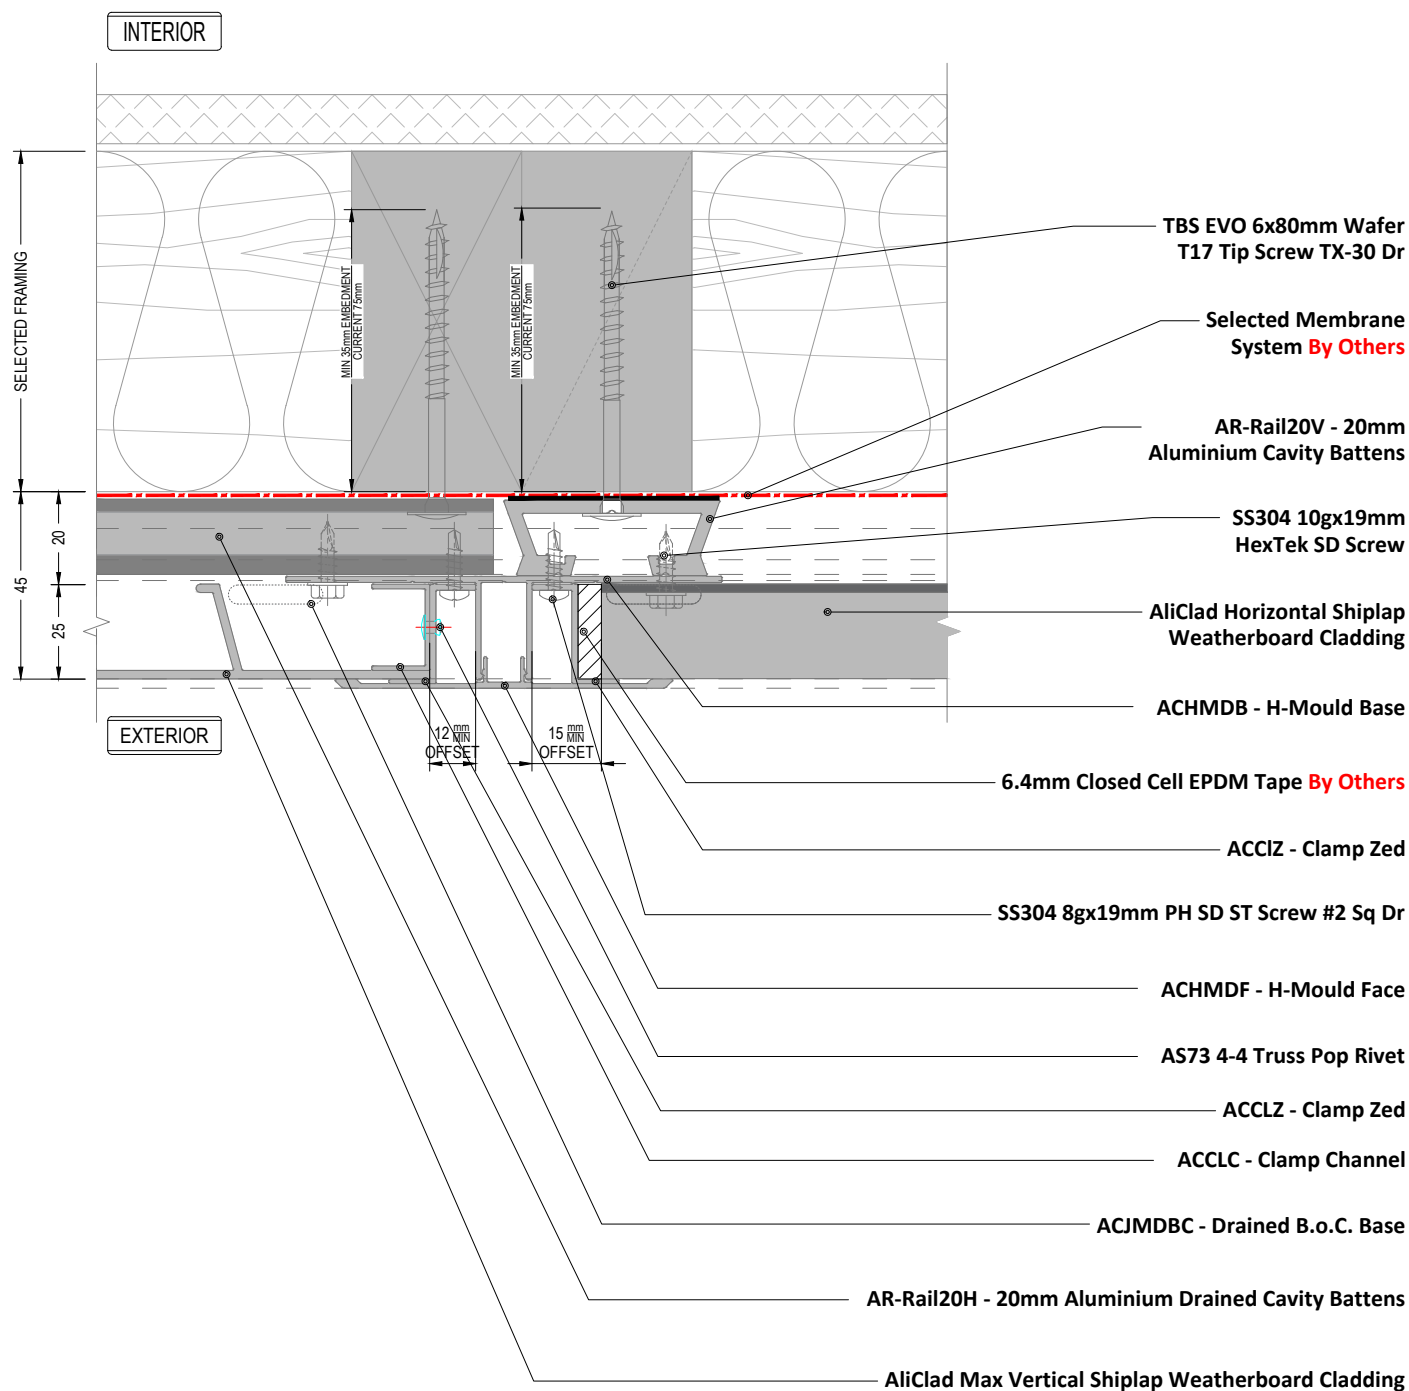 INTERIOR
SELECTED FRAMING
MIN 35mm EMBEDMENT
CURRENT 75mm
MIN 35mm EMBEDMENT
CURRENT 75mm
TBS EVO 6x80mm Wafer
T17 Tip Screw TX-30 Dr
Selected Membrane
System By Others
AR-Rail20V - 20mm
Aluminium Cavity Battens
SS304 10gx19mm
HexTek SD Screw
20
45
25
AliClad Horizontal Shiplap
Weatherboard Cladding
ACHMDB - H-Mould Base
EXTERIOR
12 mm MIN
OFFSET
15 mm MIN
OFFSET
6.4mm Closed Cell EPDM Tape By Others
ACClZ - Clamp Zed
SS304 8gx19mm PH SD ST Screw #2 Sq Dr
ACHMDF - H-Mould Face
AS73 4-4 Truss Pop Rivet
ACCLZ - Clamp Zed
ACCLC - Clamp Channel
ACJMDBC - Drained B.o.C. Base
AR-Rail20H - 20mm Aluminium Drained Cavity Battens
AliClad Max Vertical Shiplap Weatherboard Cladding